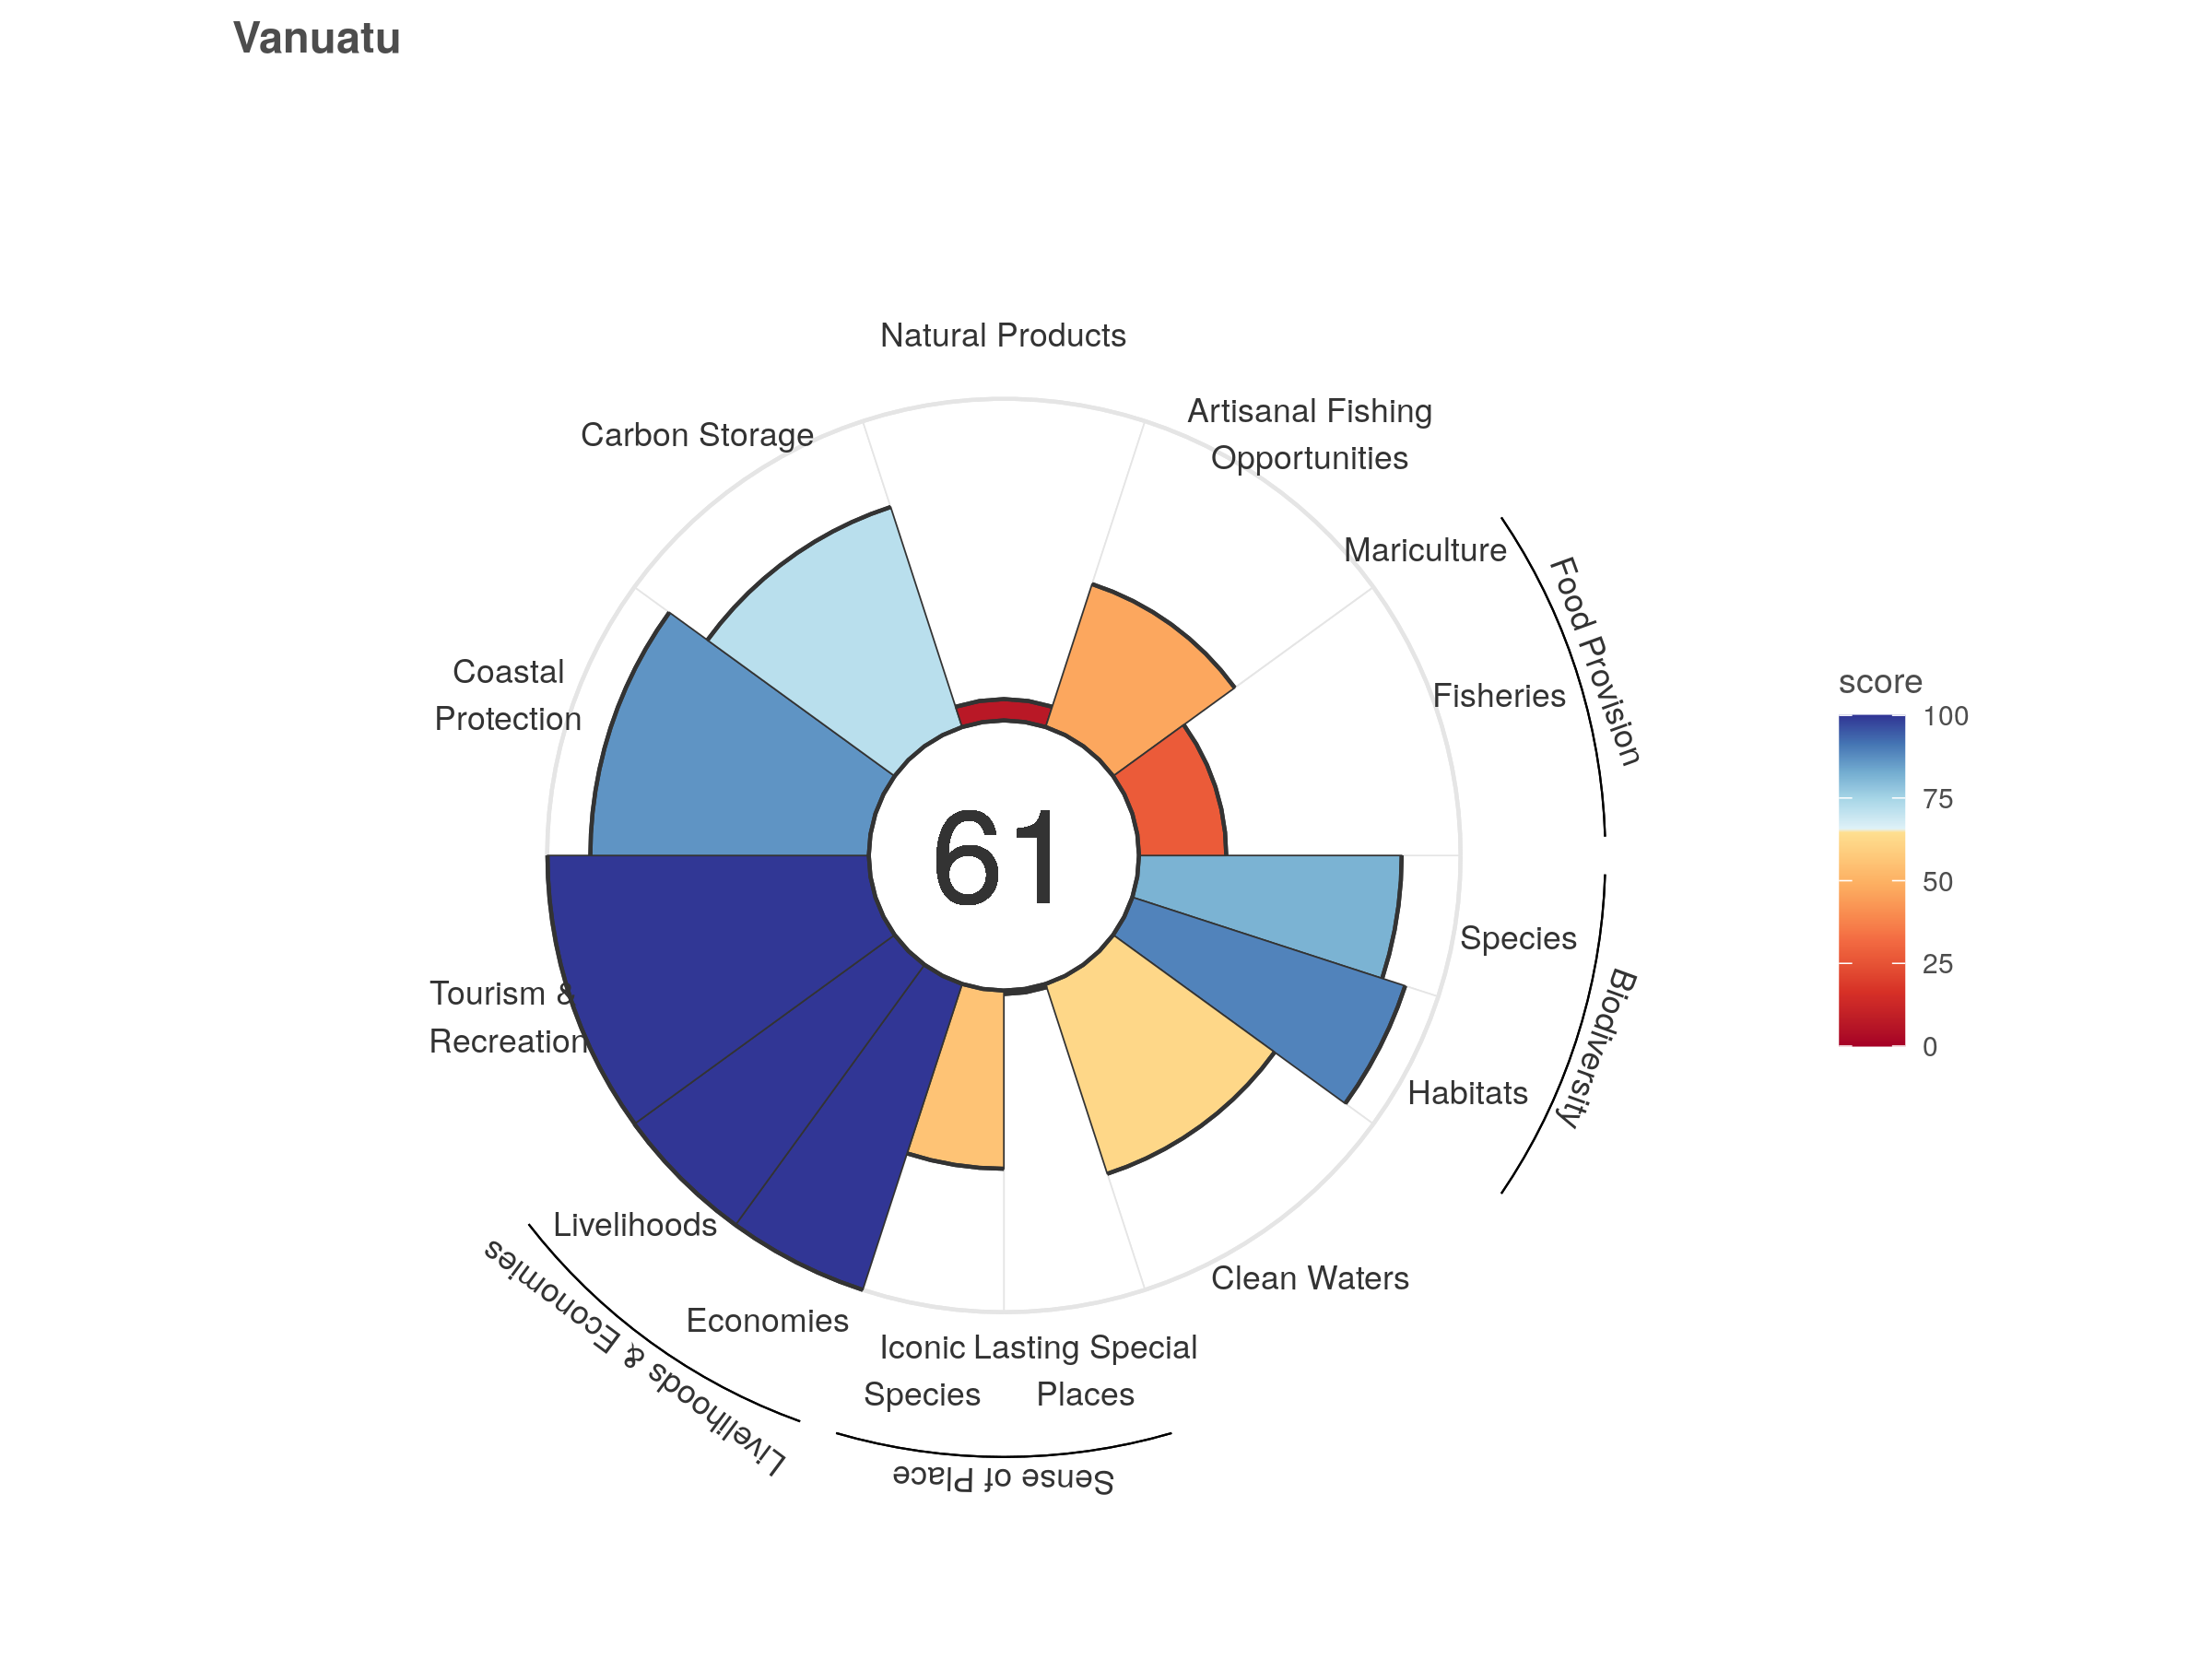 Vanuatu
Natural Products
Artisanal Fishing
Opportunities
Carbon Storage
Mariculture
Food Provision
Fisheries
Coastal
Protection
61
Species
Biodiversity
Habitats
Tourism &
Recreation
Livelihoods
Economies
Livelihoods & Economies
Clean Waters
Iconic
Species
Lasting Special
Places
Sense of Place
score
100
75
50
25
0